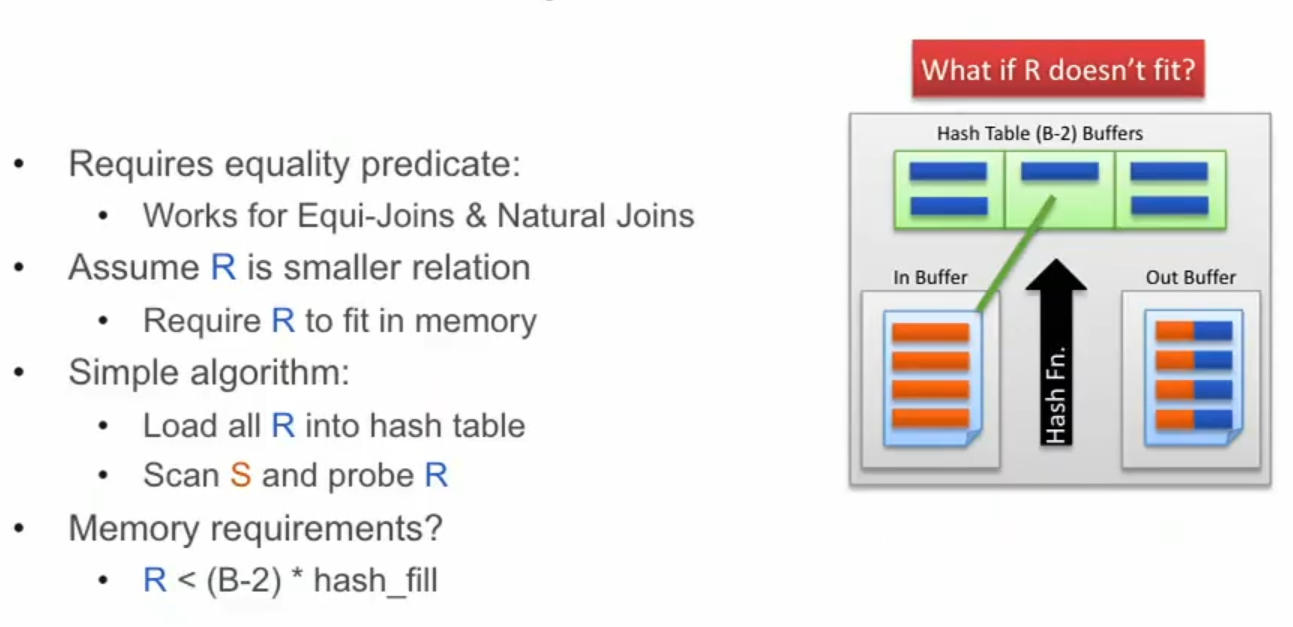 • Requires equality predicate:
• Works for Equi-Joins & Natural Joins
• Assume R is smaller relation
• Require R to fit in memory
• Simple algorithm:
• Load all R into hash table
• Scan S and probe R
• Memory requirements?
• R < (B-2) * hash_fill
What if R doesn't fit?
Hash Table (B-2) Buffers
In Buffer
Out Buffer
Hash Fn.